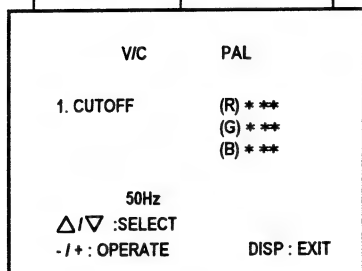 V/C PAL
1. CUTOFF (R) * **
(G) * **
(B) * **
50Hz
△/▽ :SELECT
- / + : OPERATE DISP : EXIT